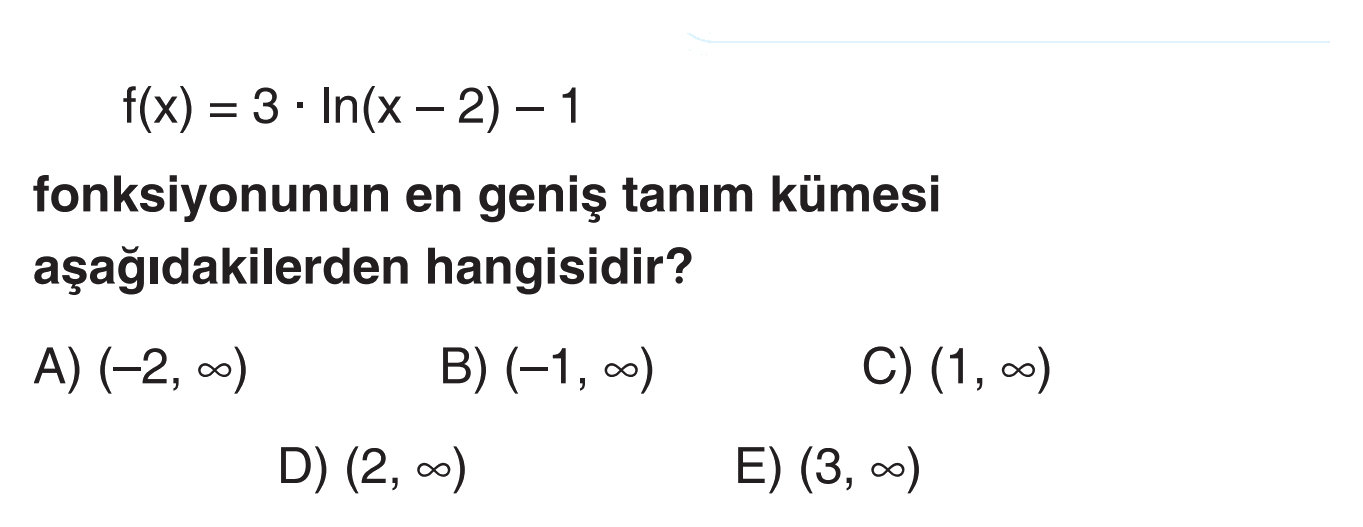 f(x) = 3 · ln(x – 2) – 1
fonksiyonunun en geniş tanım kümesi
aşağıdakilerden hangisidir?
A) (–2, ∞) B) (–1, ∞) C) (1, ∞)
D) (2, ∞) E) (3, ∞)